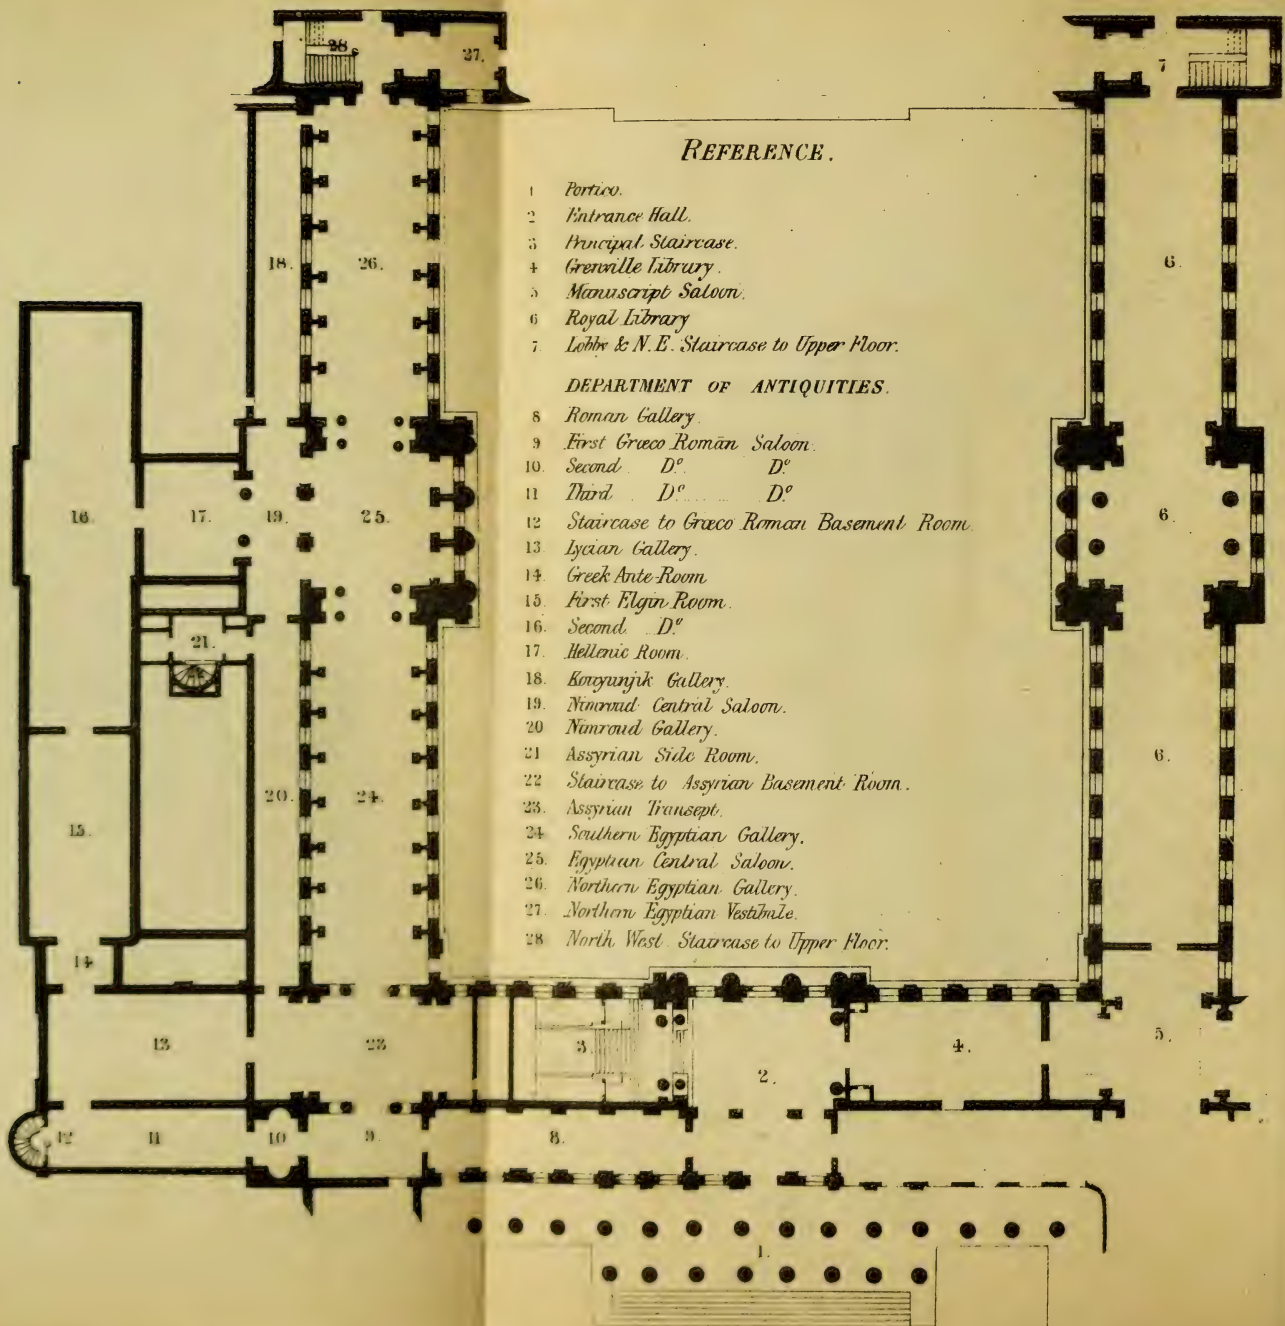 28
27.
7
REFERENCE.
1 Portico.
2 Entrance Hall.
3 Principal Staircase.
4 Grenville Library.
5 Manuscript Saloon.
6 Royal Library
7 Lobby & N.E. Staircase to Upper Floor.
DEPARTMENT OF ANTIQUITIES.
8 Roman Gallery.
9 First Græco Roman Saloon.
10. Second Dº Dº
11 Third Dº Dº
12 Staircase to Græco Roman Basement Room.
13. Lycian Gallery.
14. Greek Ante-Room
15. First Elgin Room.
16. Second Dº
17. Hellenic Room.
18. Kouyunjik Gallery.
19. Nimroud Central Saloon.
20 Nimroud Gallery.
21 Assyrian Side Room.
22 Staircase to Assyrian Basement Room.
23. Assyrian Transept.
24 Southern Egyptian Gallery.
25. Egyptian Central Saloon.
26. Northern Egyptian Gallery.
27. Northern Egyptian Vestibule.
28 North West Staircase to Upper Floor.
18. 26. 6.
16. 17. 19. 25. 6.
21.
20. 24. 6.
15.
14
13 23 3. 2. 4. 5.
12 11 10 9. 8.
1.